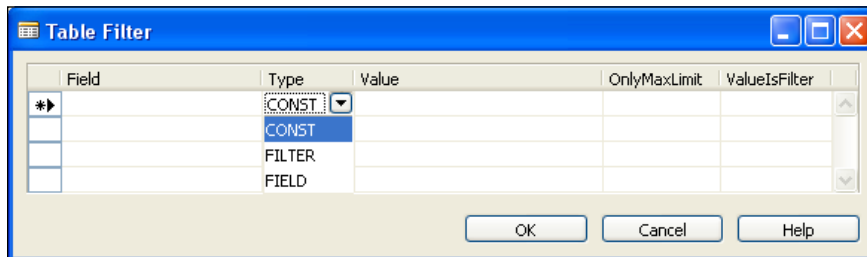 Table Filter
Field Type Value OnlyMaxLimit ValueIsFilter
CONST
CONST
FILTER
FIELD
OK Cancel Help